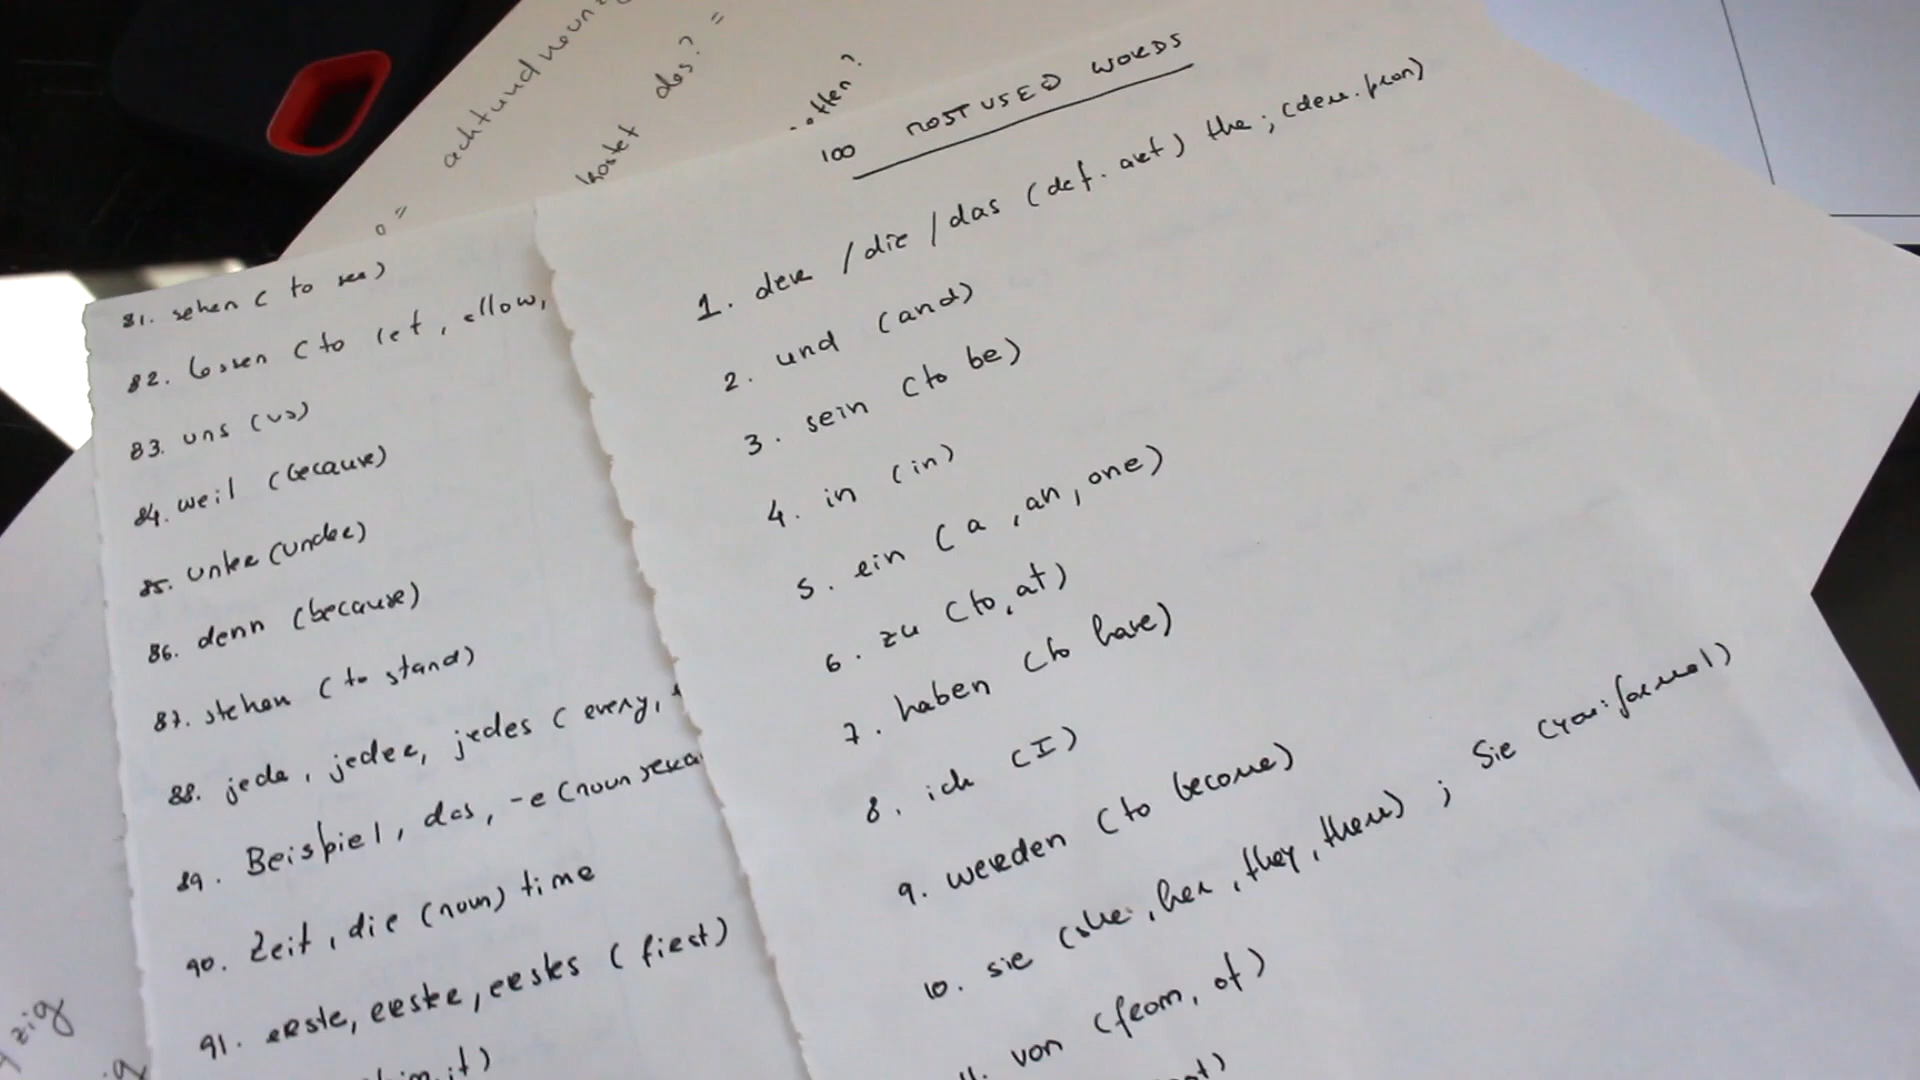 achtundneunz
kostet das? =
100 MOST USED WORDS
1. der / die / das (def. art) the; (dem. pron)
2. und (and)
3. sein (to be)
4. in (in)
5. ein (a, an, one)
6. zu (to, at)
7. haben (to have)
8. ich (I)
9. werden (to become)
10. sie (she, her, they, them); Sie (you: formal)
11. von (from, of)
81. sehen (to see)
82. lassen (to let, allow,
83. uns (us)
84. weil (because)
85. unter (under)
86. denn (because)
87. stehen (to stand)
88. jede, jeder, jedes (every,
89. Beispiel, das, -e (noun
90. Zeit, die (noun) time
91. erste, erster, erstes (first)
zig